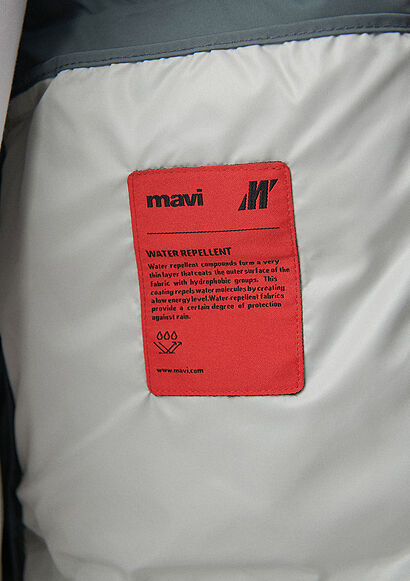 mavi M
WATER REPELLENT
Water repellent compounds form a very
thin layer that coats the outer surface of the
fabric with hydrophobic groups. This
coating repels water molecules by creating
a low energy level.Water-repellent fabrics
provide a certain degree of protection
against rain.
www.mavi.com